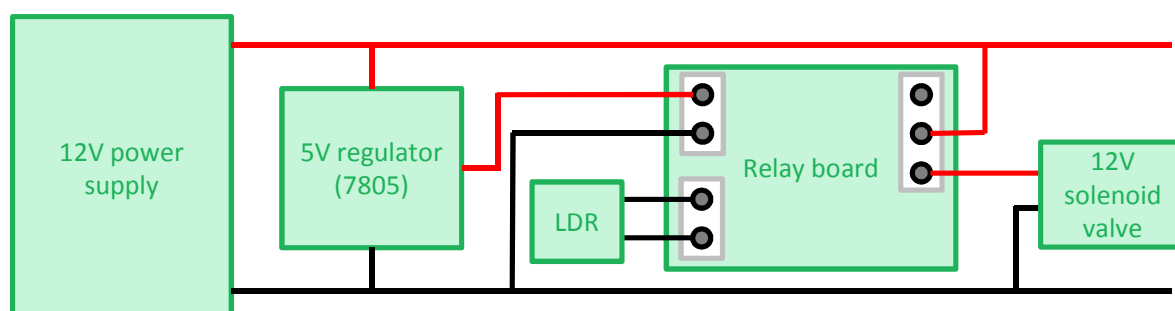 12V power
supply
5V regulator
(7805)
LDR
Relay board
12V
solenoid
valve